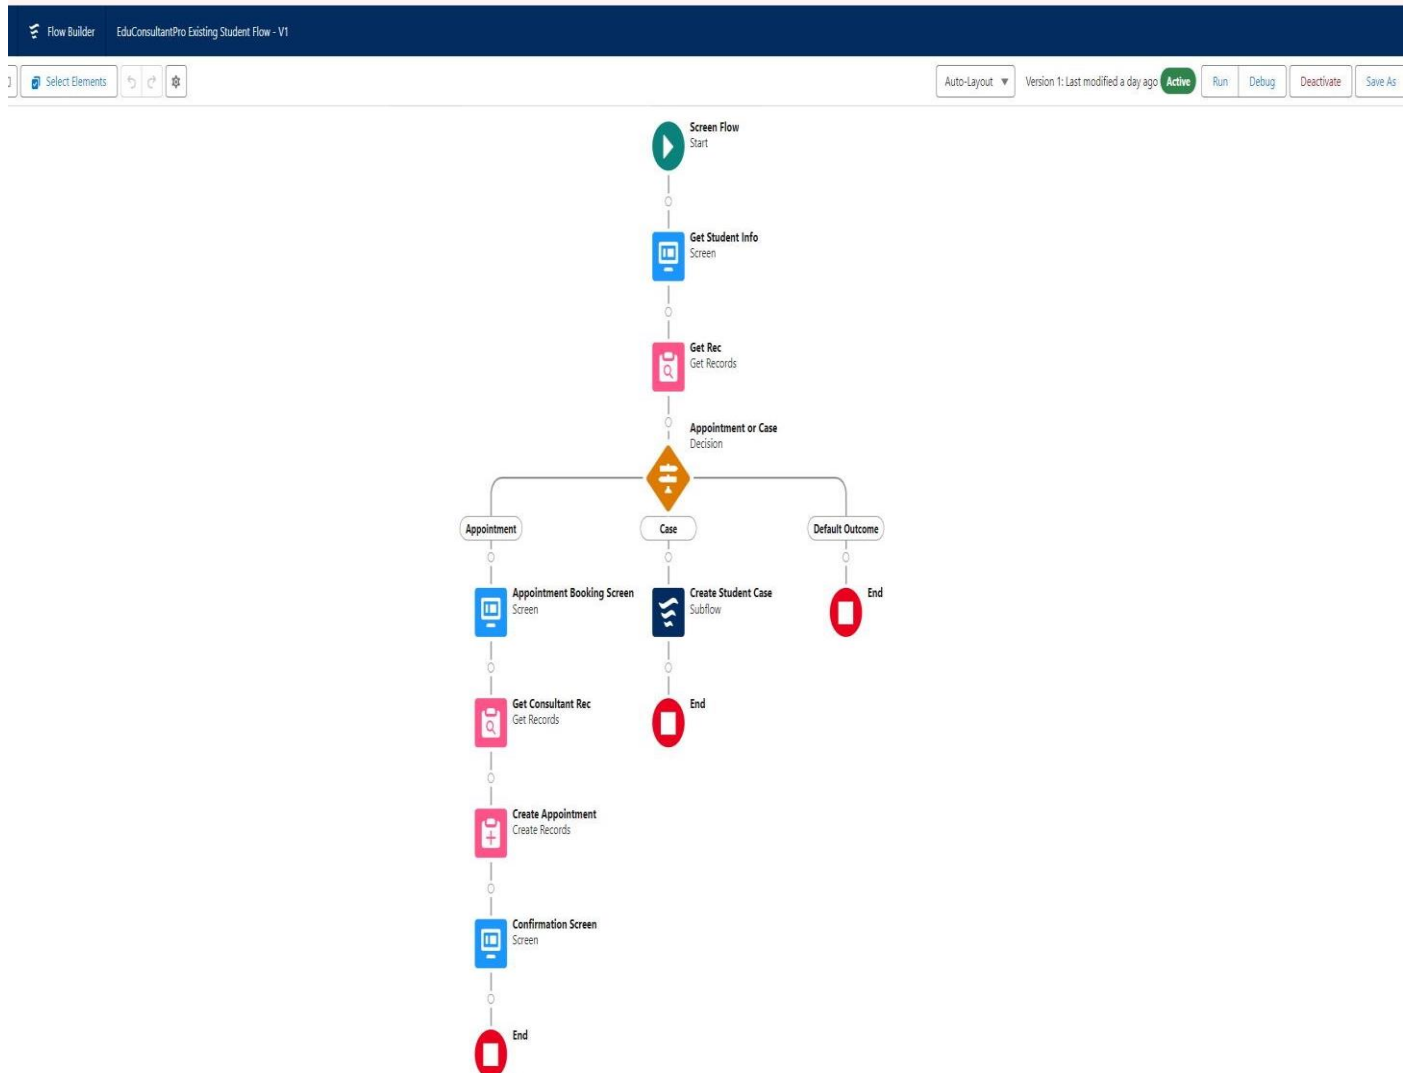 Flow Builder EduConsultantPro Existing Student Flow - V1
Select Elements Auto-Layout Version 1: Last modified a day ago Active Run Debug Deactivate Save As
Screen Flow
Start
Get Student Info
Screen
Get Rec
Get Records
Appointment or Case
Decision
Appointment Case Default Outcome
Appointment Booking Screen
Screen
Create Student Case
Subflow
End
Get Consultant Rec
Get Records
End
Create Appointment
Create Records
Confirmation Screen
Screen
End